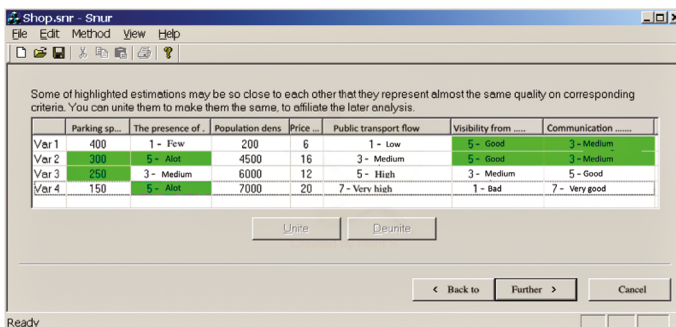 Shop.snr - Snur
File Edit Method View Help
Some of highlighted estimations may be so close to each other that they represent almost the same quality on corresponding
criteria. You can unite them to make them the same, to affiliate the later analysis.
Parking sp... The presence of . Population dens Price ... Public transport flow Visibility from ..... Communication .......
Var 1 400 1 - Few 200 6 1 - Low 5 - Good 3 - Medium
Var 2 300 5 - Alot 4500 16 3 - Medium 5 - Good 3 - Medium
Var 3 250 3 - Medium 6000 12 5 - High 3 - Medium 5 - Good
Var 4 150 5 - Alot 7000 20 7 - Very high 1 - Bad 7 - Very good
Unite Deunite
< Back to Further > Cancel
Ready